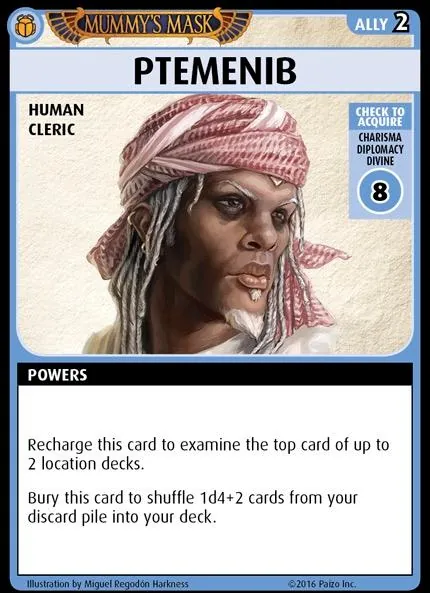 MUMMY'S MASK
ALLY 2
PTEMENIB
HUMAN
CLERIC
CHECK TO
ACQUIRE
CHARISMA
DIPLOMACY
DIVINE
8
POWERS
Recharge this card to examine the top card of up to
2 location decks.
Bury this card to shuffle 1d4+2 cards from your
discard pile into your deck.
Illustration by Miguel Regodón Harkness
©2016 Paizo Inc.